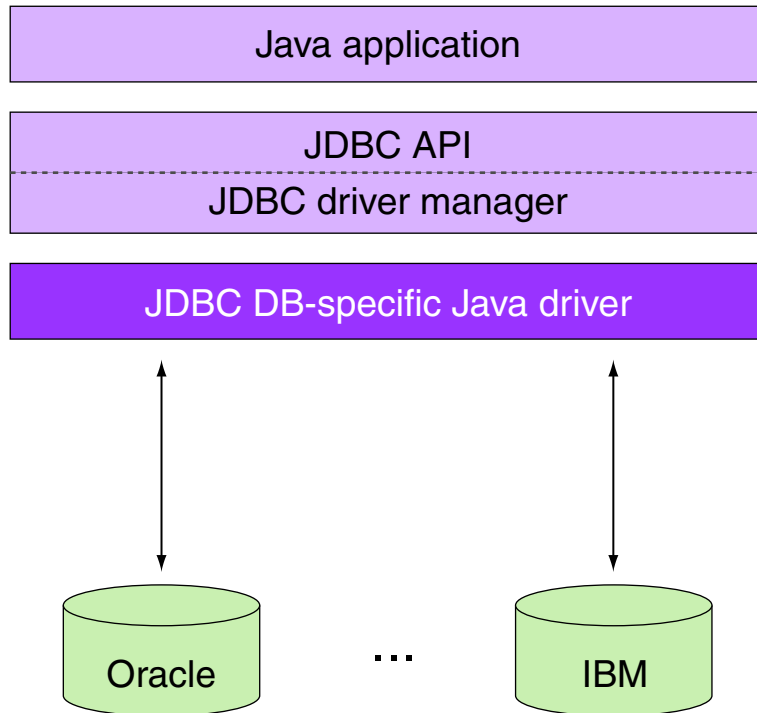 Java application
JDBC API
JDBC driver manager
JDBC DB-specific Java driver
Oracle
...
IBM